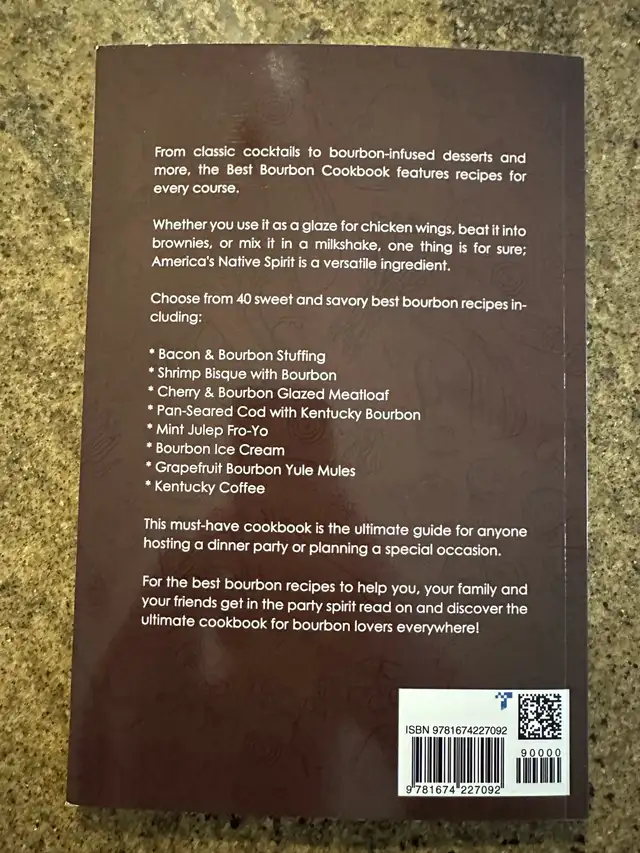 From classic cocktails to bourbon-infused desserts and
more, the Best Bourbon Cookbook features recipes for
every course.
Whether you use it as a glaze for chicken wings, beat it into
brownies, or mix it in a milkshake, one thing is for sure;
America's Native Spirit is a versatile ingredient.
Choose from 40 sweet and savory best bourbon recipes in-
cluding:
* Bacon & Bourbon Stuffing
* Shrimp Bisque with Bourbon
* Cherry & Bourbon Glazed Meatloaf
* Pan-Seared Cod with Kentucky Bourbon
* Mint Julep Fro-Yo
* Bourbon Ice Cream
* Grapefruit Bourbon Yule Mules
* Kentucky Coffee
This must-have cookbook is the ultimate guide for anyone
hosting a dinner party or planning a special occasion.
For the best bourbon recipes to help you, your family and
your friends get in the party spirit read on and discover the
ultimate cookbook for bourbon lovers everywhere!
ISBN 9781674227092
90000
9 781674 227092